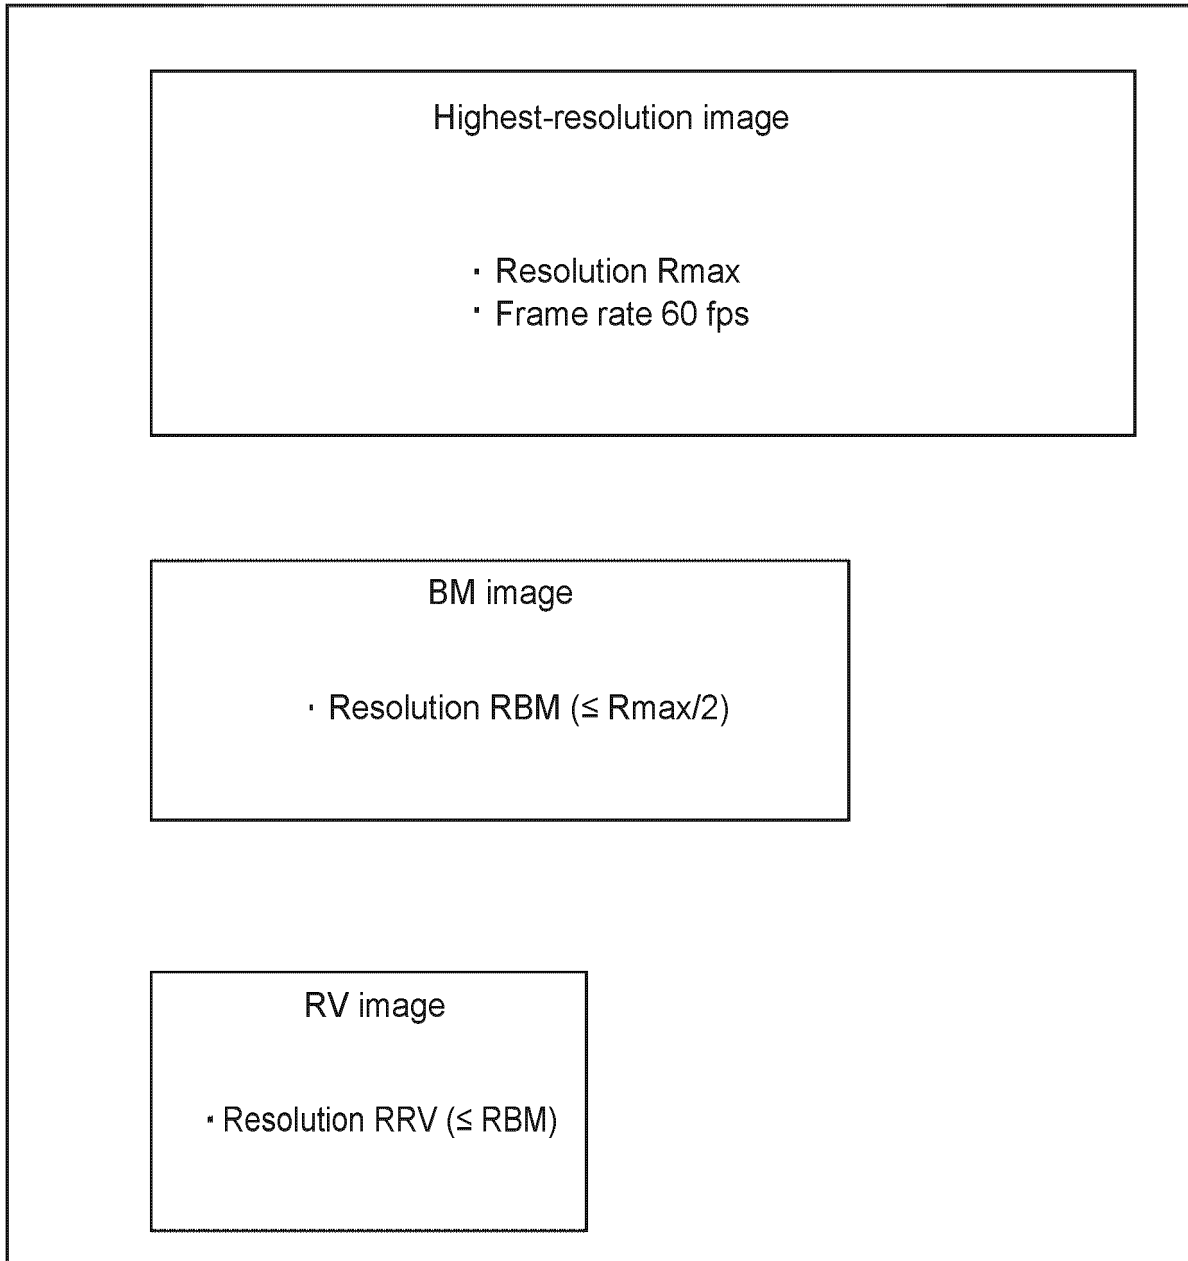 Highest-resolution image
· Resolution Rmax
· Frame rate 60 fps
BM image
· Resolution RBM (≤ Rmax/2)
RV image
· Resolution RRV (≤ RBM)